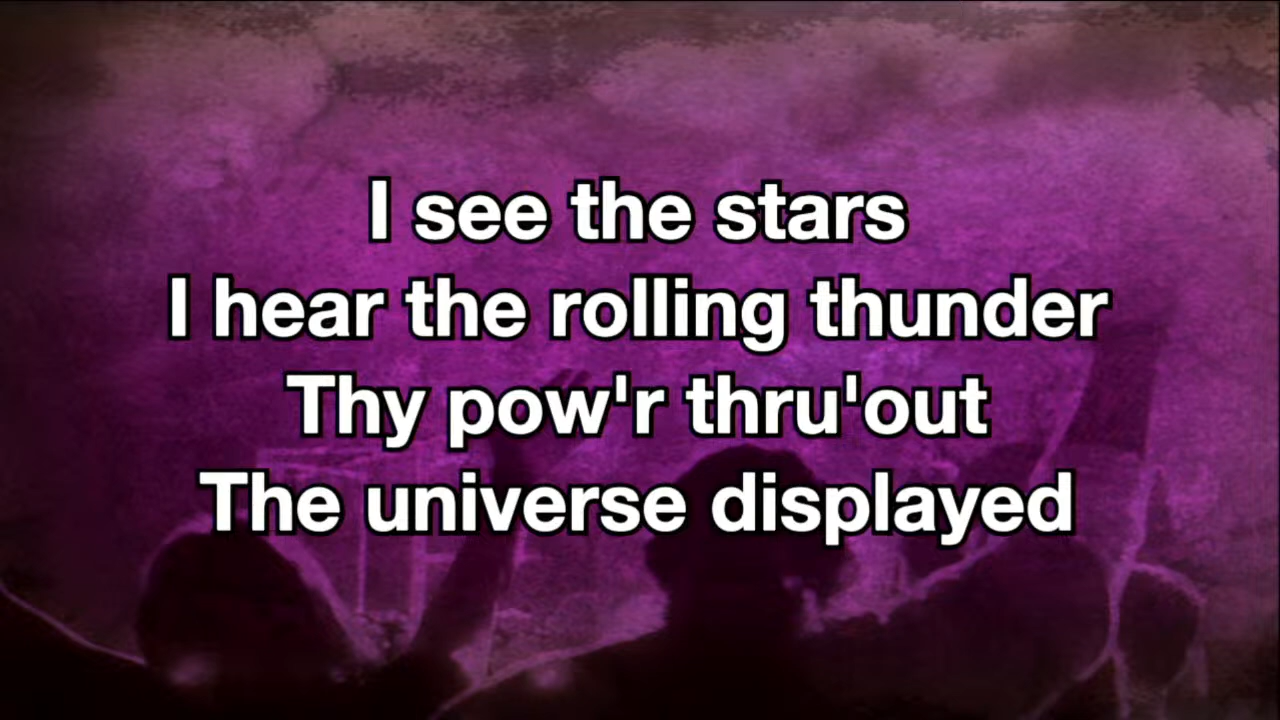 I see the stars
I hear the rolling thunder
Thy pow'r thru'out
The universe displayed